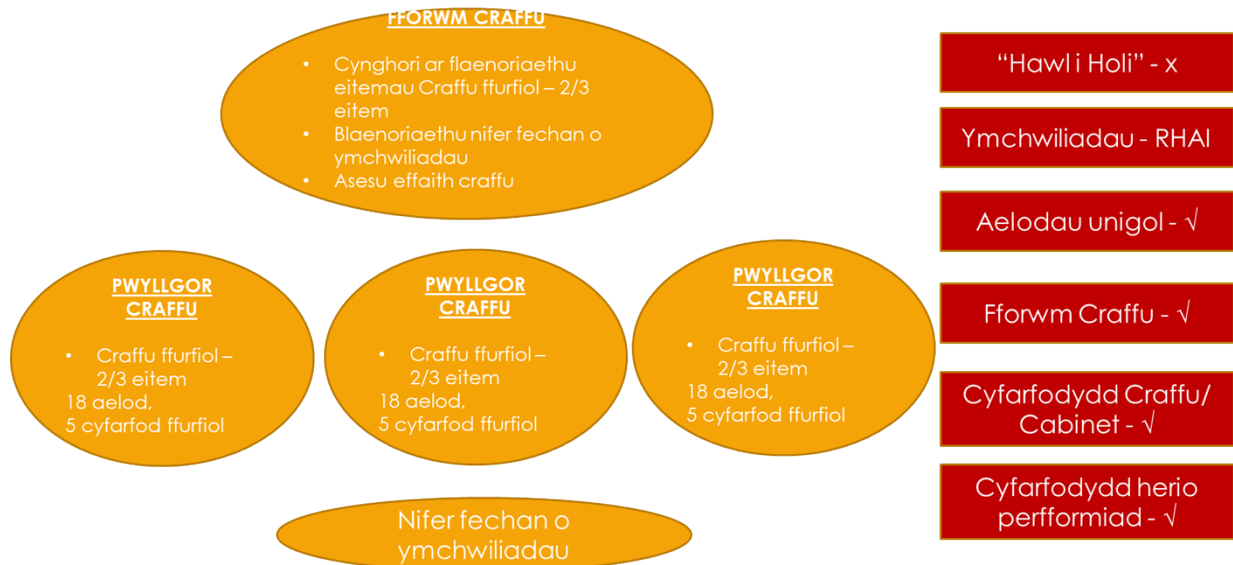 FFORWM CRAFFU
• Cynghori ar flaenoriaethu
eitemau Craffu ffurfiol – 2/3
eitem
• Blaenoriaethu nifer fechan o
ymchwiliadau
• Asesu effaith craffu
PWYLLGOR
CRAFFU
• Craffu ffurfiol –
2/3 eitem
18 aelod,
5 cyfarfod ffurfiol
PWYLLGOR
CRAFFU
• Craffu ffurfiol –
2/3 eitem
18 aelod,
5 cyfarfod ffurfiol
PWYLLGOR
CRAFFU
• Craffu ffurfiol –
2/3 eitem
18 aelod,
5 cyfarfod ffurfiol
Nifer fechan o
ymchwiliadau
“Hawl i Holi” - x
Ymchwiliadau - RHAI
Aelodau unigol - √
Fforwm Craffu - √
Cyfarfodydd Craffu/
Cabinet - √
Cyfarfodydd herio
perfformiad - √